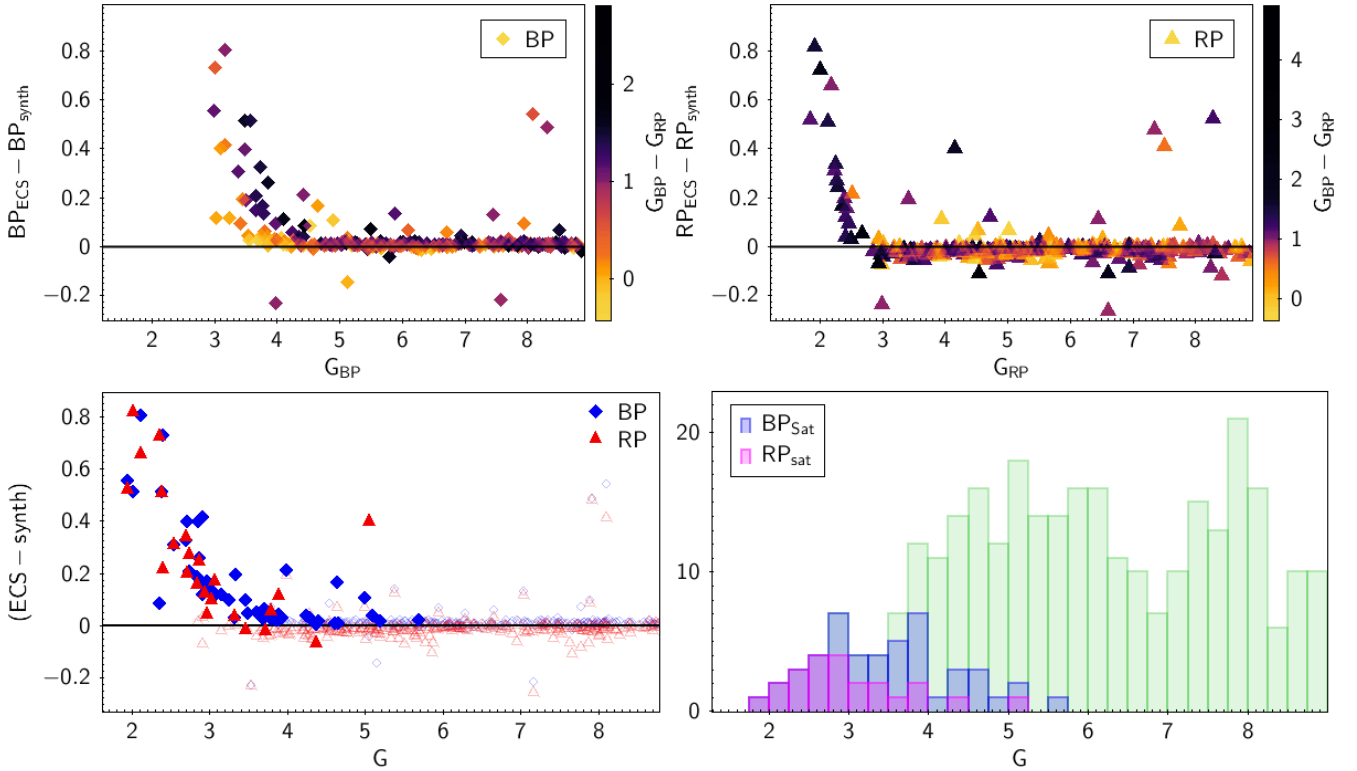 BP_ECS − BP_synth
0.8
0.6
0.4
0.2
0
−0.2
BP
2
1
0
G_BP − G_RP
2 3 4 5 6 7 8
G_BP
RP_ECS − RP_synth
0.8
0.6
0.4
0.2
0
−0.2
RP
4
3
2
1
0
G_BP − G_RP
2 3 4 5 6 7 8
G_RP
(ECS − synth)
0.8
0.6
0.4
0.2
0
−0.2
BP
RP
2 3 4 5 6 7 8
G
20
10
0
BP_Sat
RP_sat
2 3 4 5 6 7 8
G